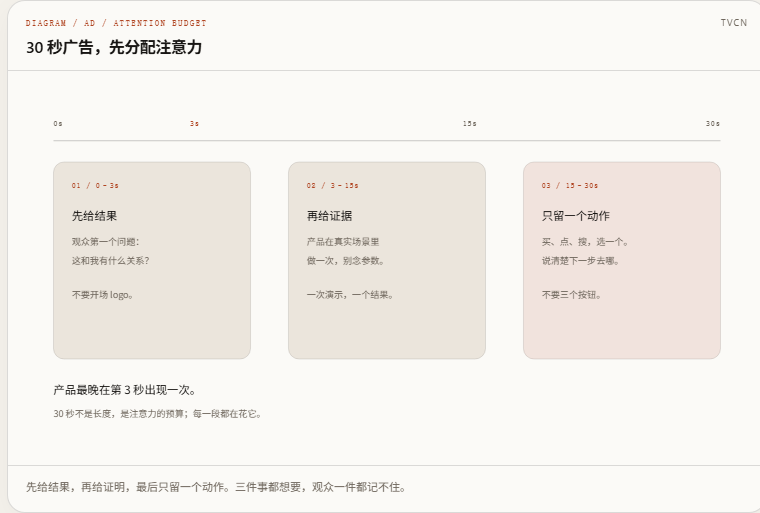 DIAGRAM / AD / ATTENTION BUDGET
TVCN
30 秒广告，先分配注意力
0s
3s
15s
30s
01 / 0–3s
先给结果
观众第一个问题：
这和我有什么关系？
不要开场 logo。
02 / 3–15s
再给证据
产品在真实场景里
做一次，别念参数。
一次演示，一个结果。
03 / 15–30s
只留一个动作
买、点、搜，选一个。
说清楚下一步去哪。
不要三个按钮。
产品最晚在第 3 秒出现一次。
30 秒不是长度，是注意力的预算；每一段都在花它。
先给结果，再给证明，最后只留一个动作。三件事都想要，观众一件都记不住。